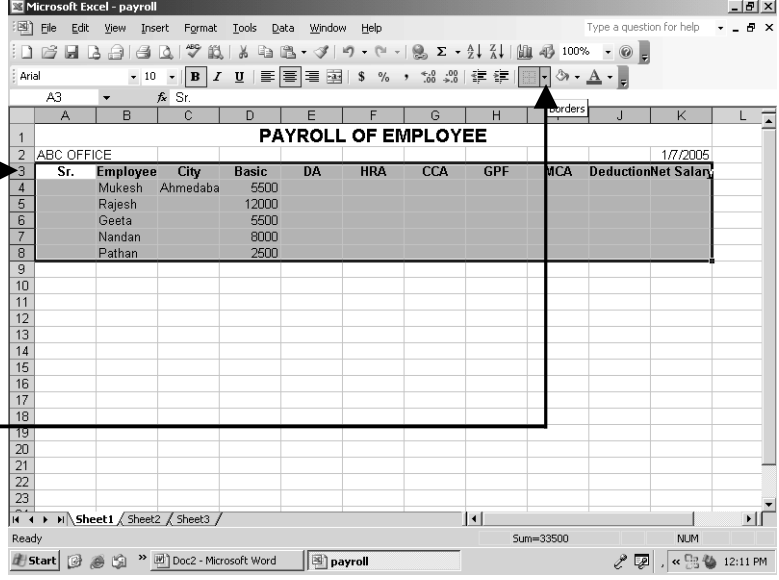 Microsoft Excel - payroll
File Edit View Insert Format Tools Data Window Help Type a question for help
100%
Arial 10 B I U $ % ,
A3 fx Sr.
Borders
A B C D E F G H J K L
1 PAYROLL OF EMPLOYEE
2 ABC OFFICE 1/7/2005
3 Sr. Employee City Basic DA HRA CCA GPF MCA Deduction Net Salary
4 Mukesh Ahmedaba 5500
5 Rajesh 12000
6 Geeta 5500
7 Nandan 8000
8 Pathan 2500
9
10
11
12
13
14
15
16
17
18
19
20
21
22
23
Sheet1 Sheet2 Sheet3
Ready Sum=33500 NUM
Start Doc2 - Microsoft Word payroll 12:11 PM